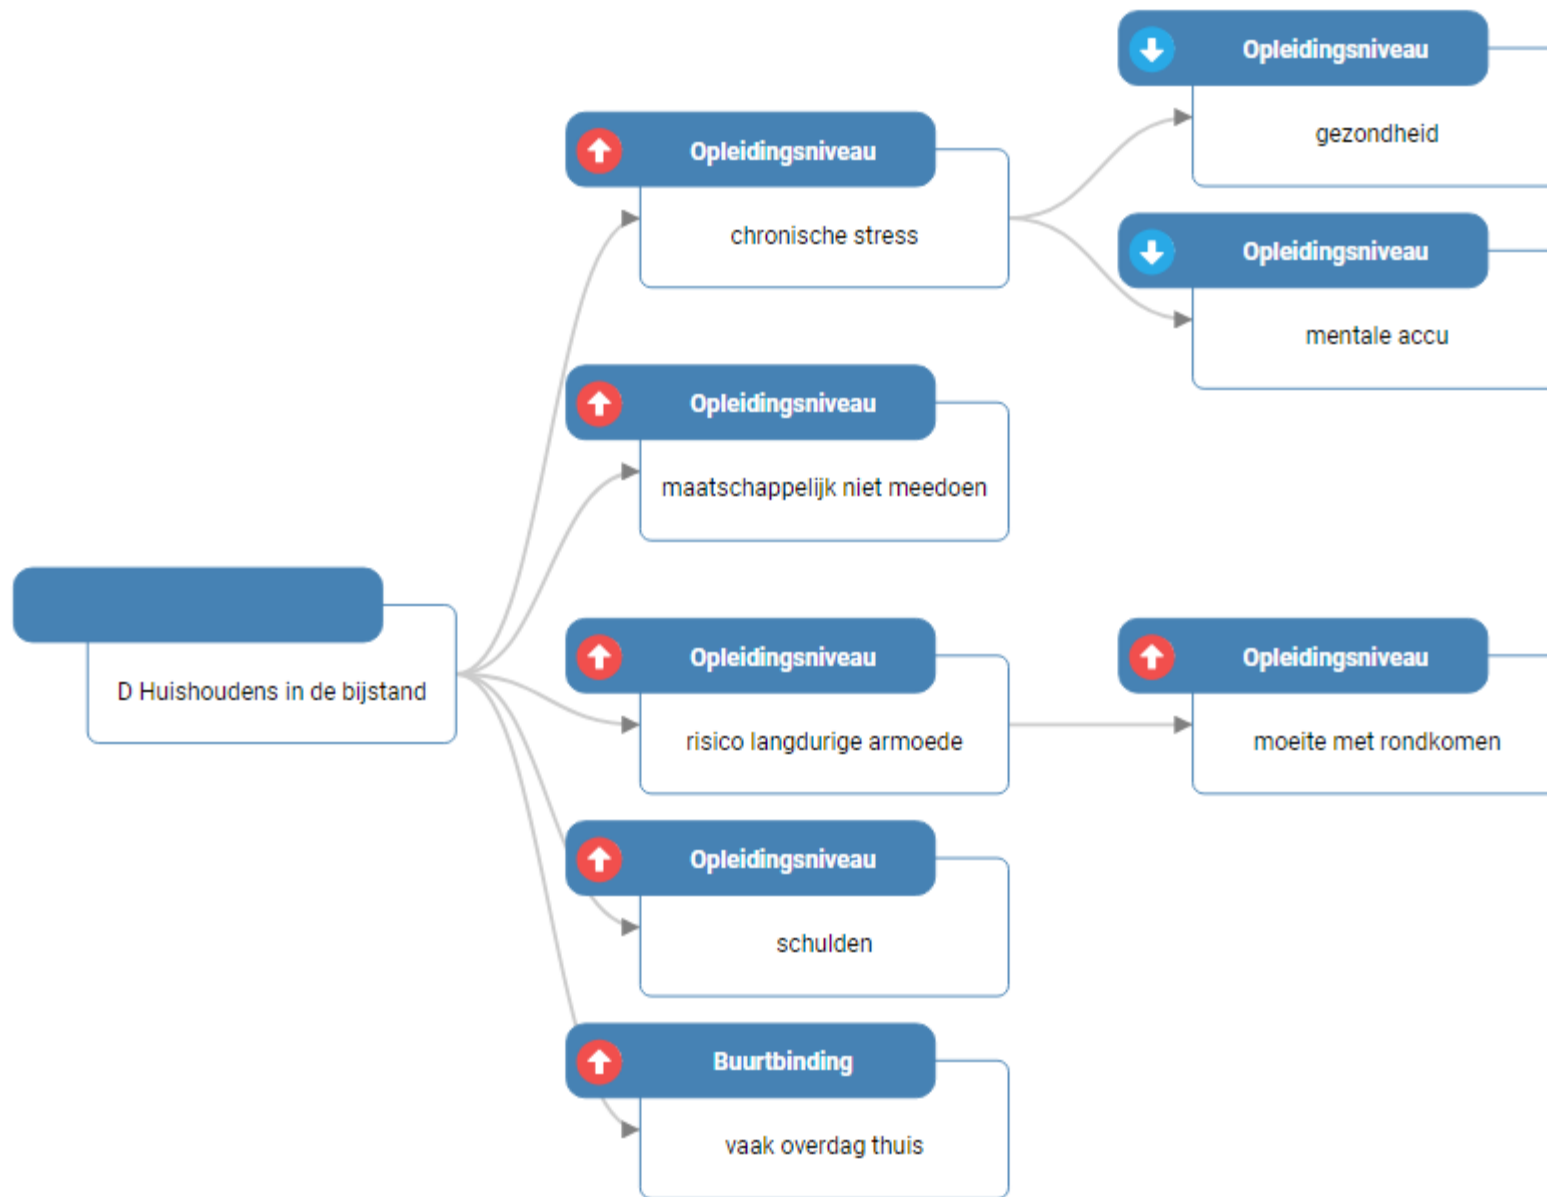 Opleidingsniveau
gezondheid
Opleidingsniveau
chronische stress
Opleidingsniveau
mentale accu
Opleidingsniveau
maatschappelijk niet meedoen
D Huishoudens in de bijstand
Opleidingsniveau
risico langdurige armoede
Opleidingsniveau
moeite met rondkomen
Opleidingsniveau
schulden
Buurtbinding
vaak overdag thuis